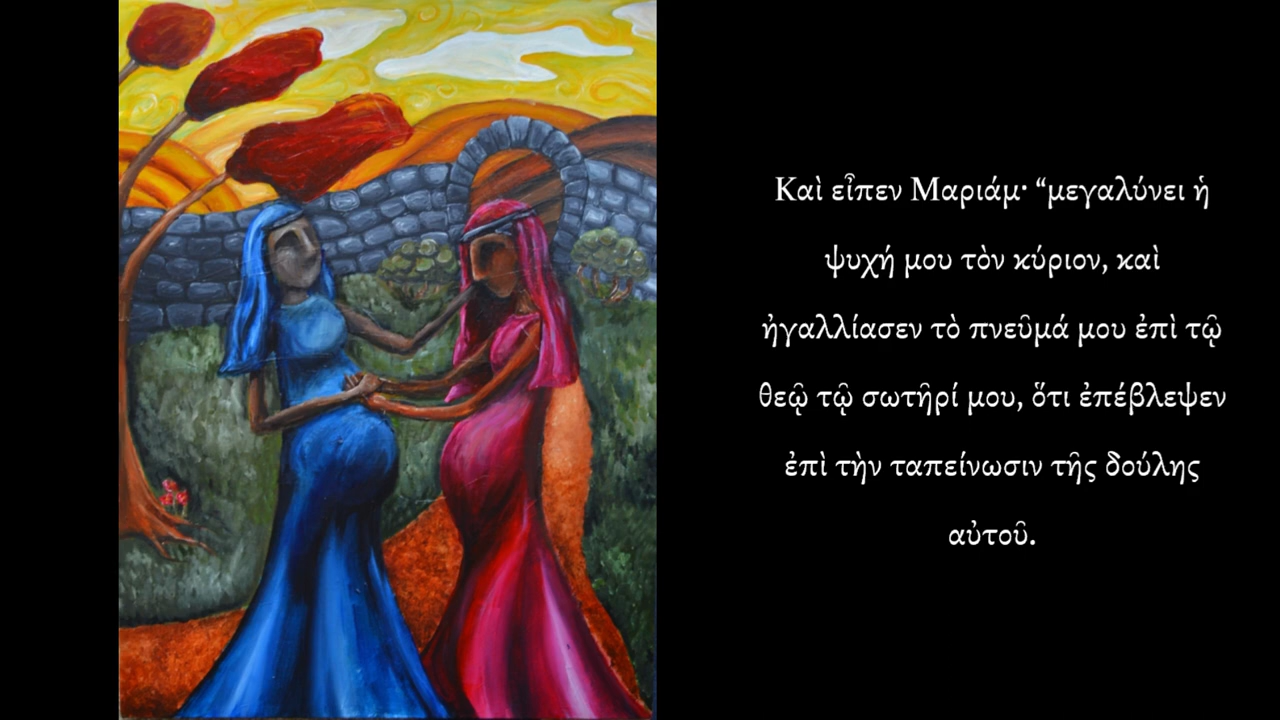 Καὶ εἶπεν Μαριάμ· “μεγαλύνει ἡ
ψυχή μου τὸν κύριον, καὶ
ἠγαλλίασεν τὸ πνεῦμά μου ἐπὶ τῷ
θεῷ τῷ σωτῆρί μου, ὅτι ἐπέβλεψεν
ἐπὶ τὴν ταπείνωσιν τῆς δούλης
αὐτοῦ.